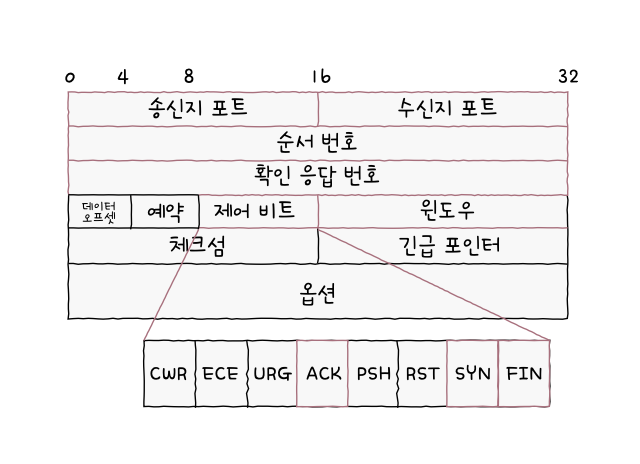 0 4 8 16 32
송신지 포트 수신지 포트
순서 번호
확인 응답 번호
데이터
오프셋
예약 제어 비트 윈도우
체크섬 긴급 포인터
옵션
CWR ECE URG ACK PSH RST SYN FIN